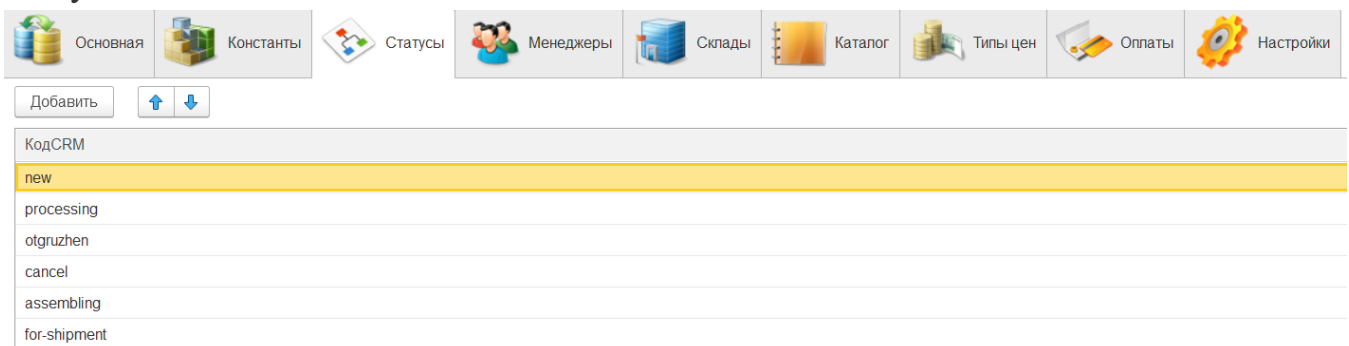 Основная Константы Статусы Менеджеры Склады Каталог Типы цен Оплаты Настройки
Добавить
КодCRM
new
processing
otgruzhen
cancel
assembling
for-shipment